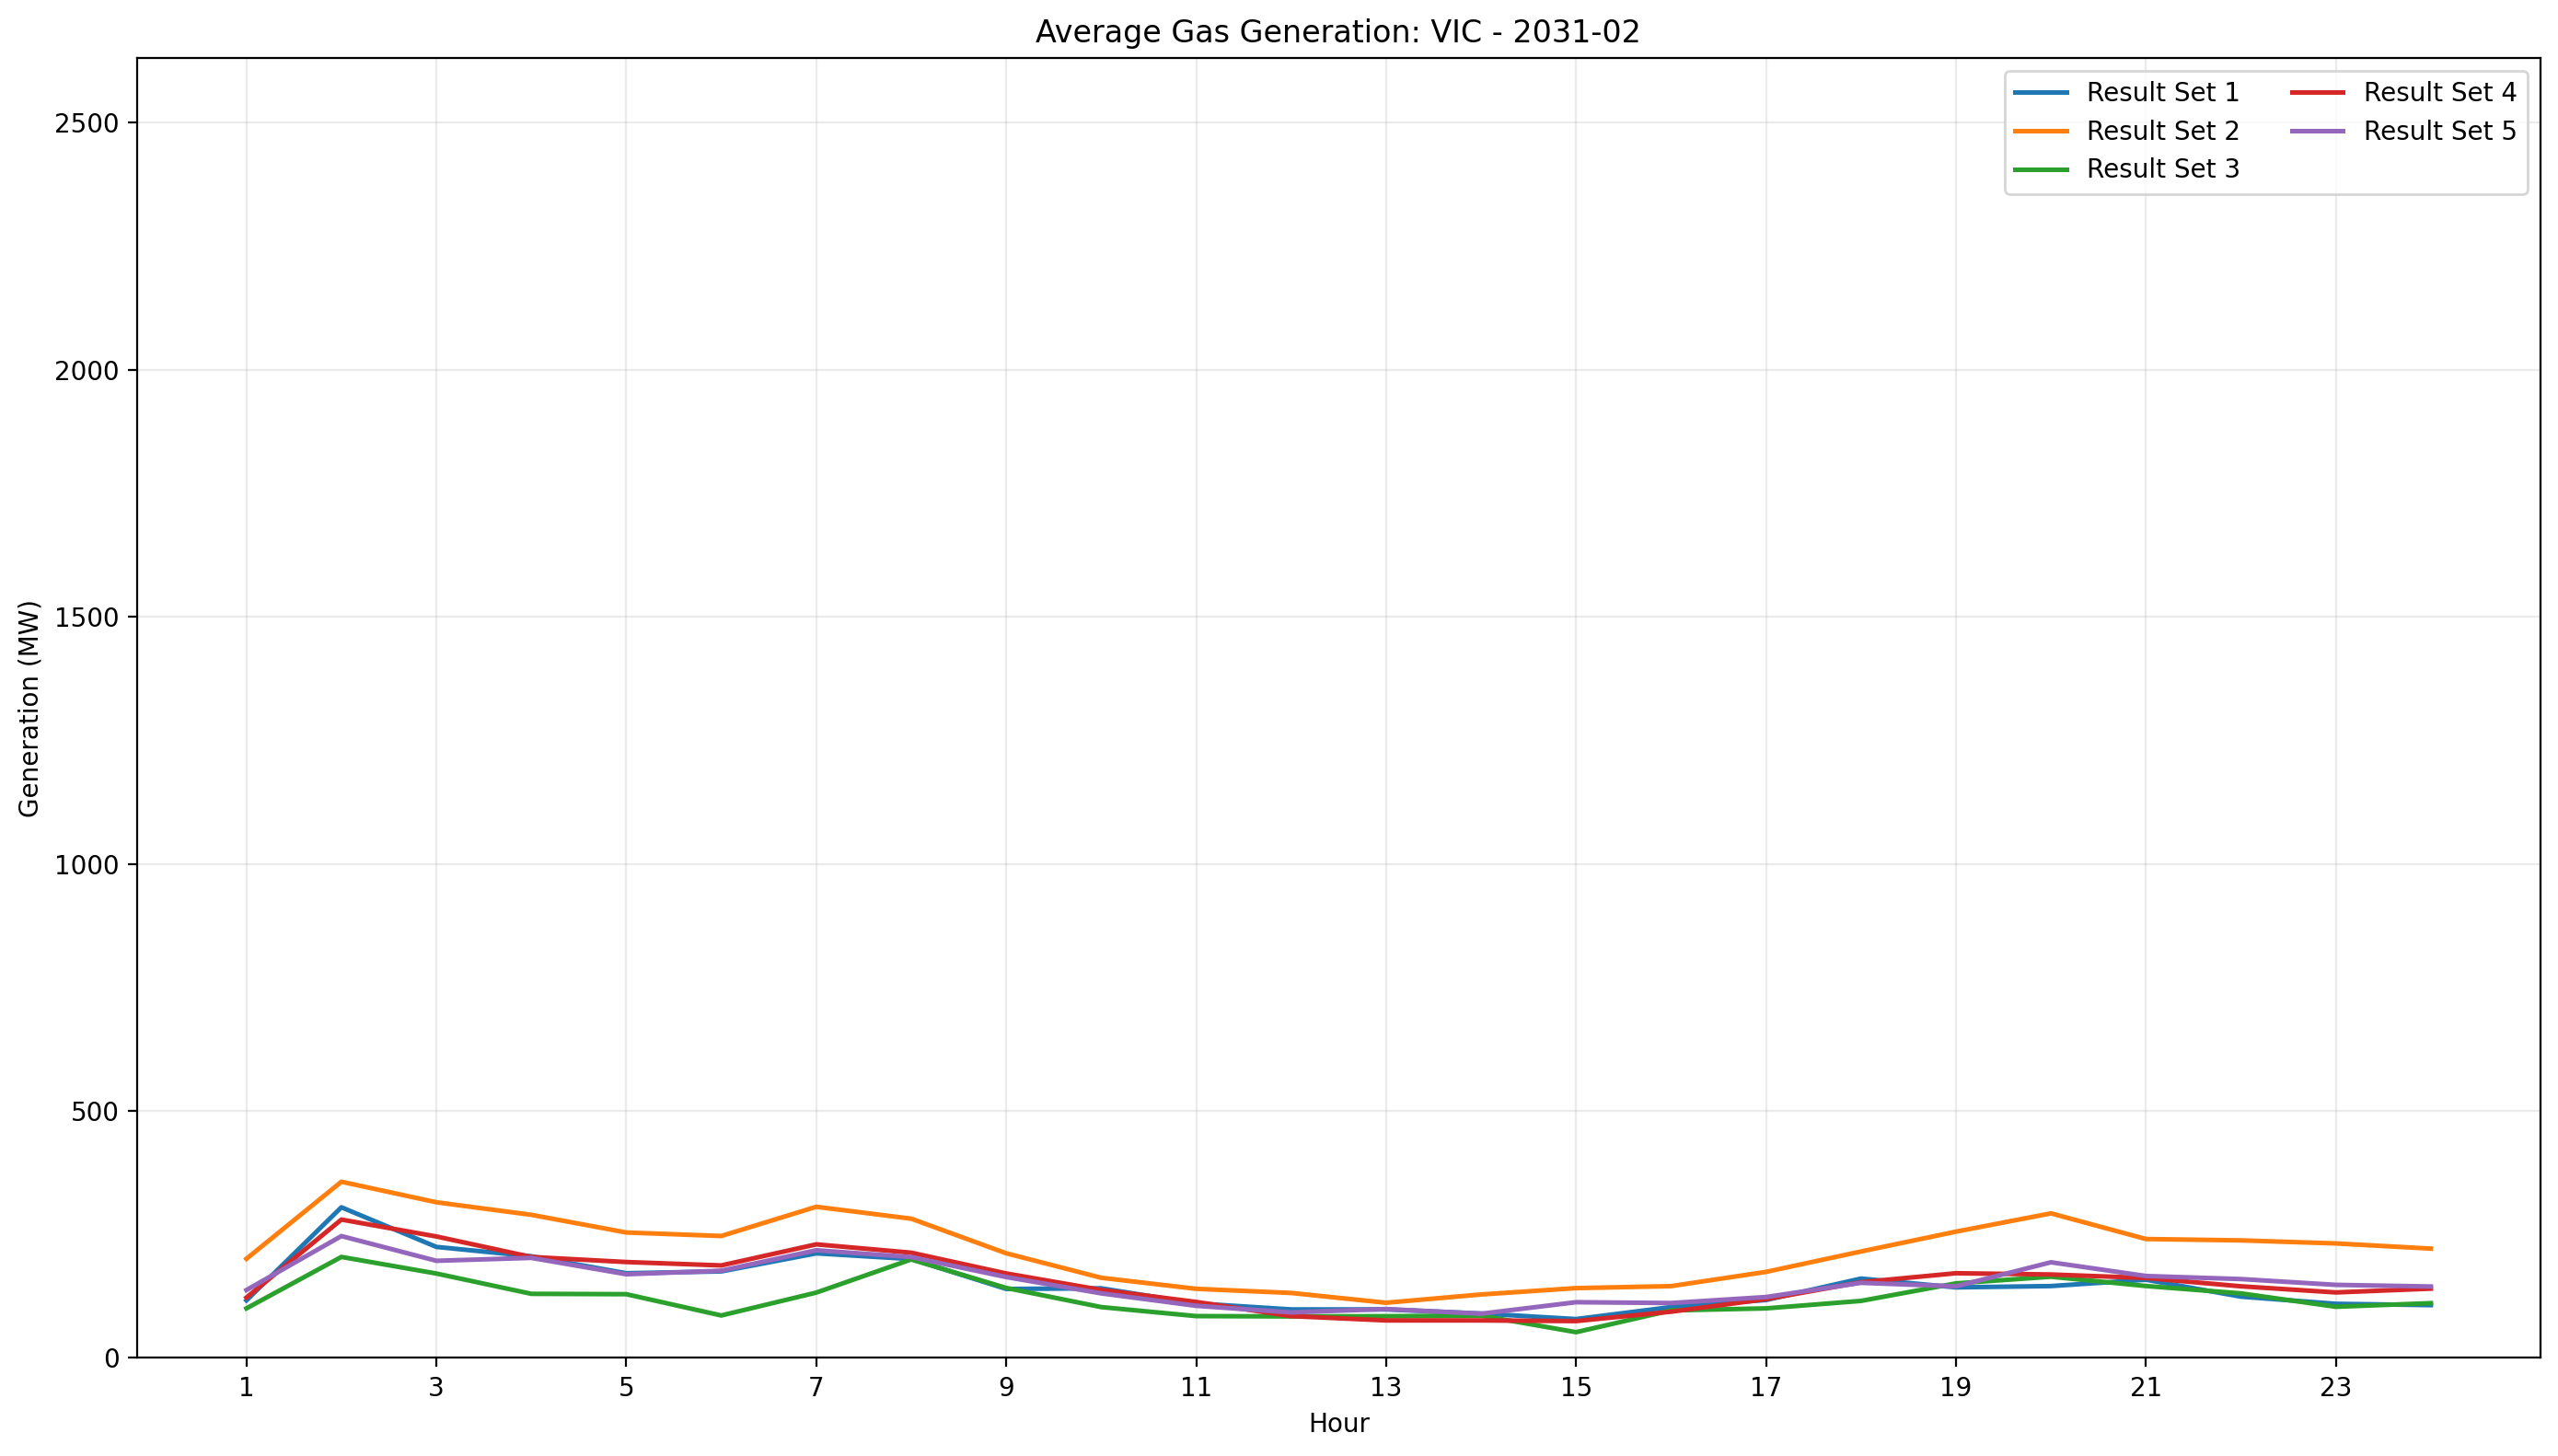 Average Gas Generation: VIC - 2031-02
Result Set 1
Result Set 2
Result Set 3
Result Set 4
Result Set 5
Generation (MW)
2500
2000
1500
1000
500
0
1 3 5 7 9 11 13 15 17 19 21 23
Hour